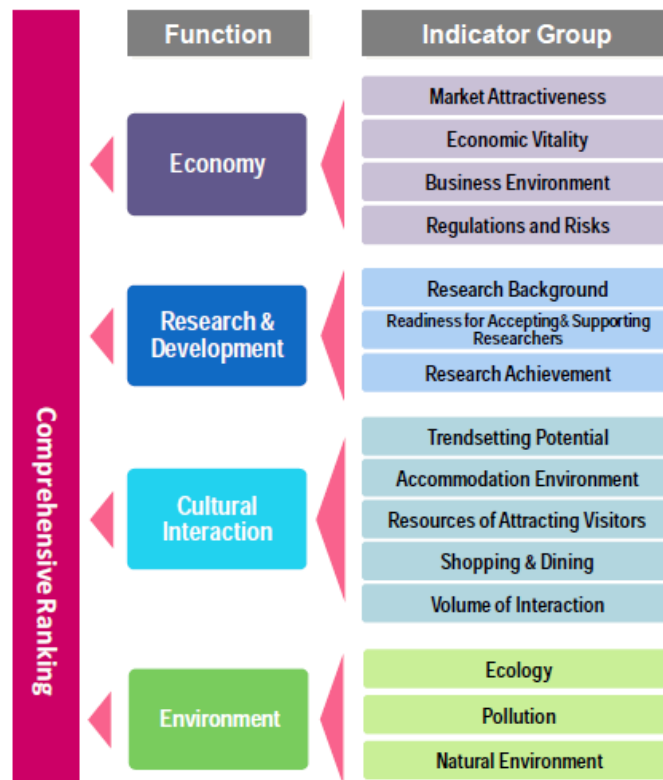 Function
Indicator Group
Comprehensive Ranking
Economy
Market Attractiveness
Economic Vitality
Business Environment
Regulations and Risks
Research &
Development
Research Background
Readiness for Accepting& Supporting
Researchers
Research Achievement
Cultural
Interaction
Trendsetting Potential
Accommodation Environment
Resources of Attracting Visitors
Shopping & Dining
Volume of Interaction
Environment
Ecology
Pollution
Natural Environment